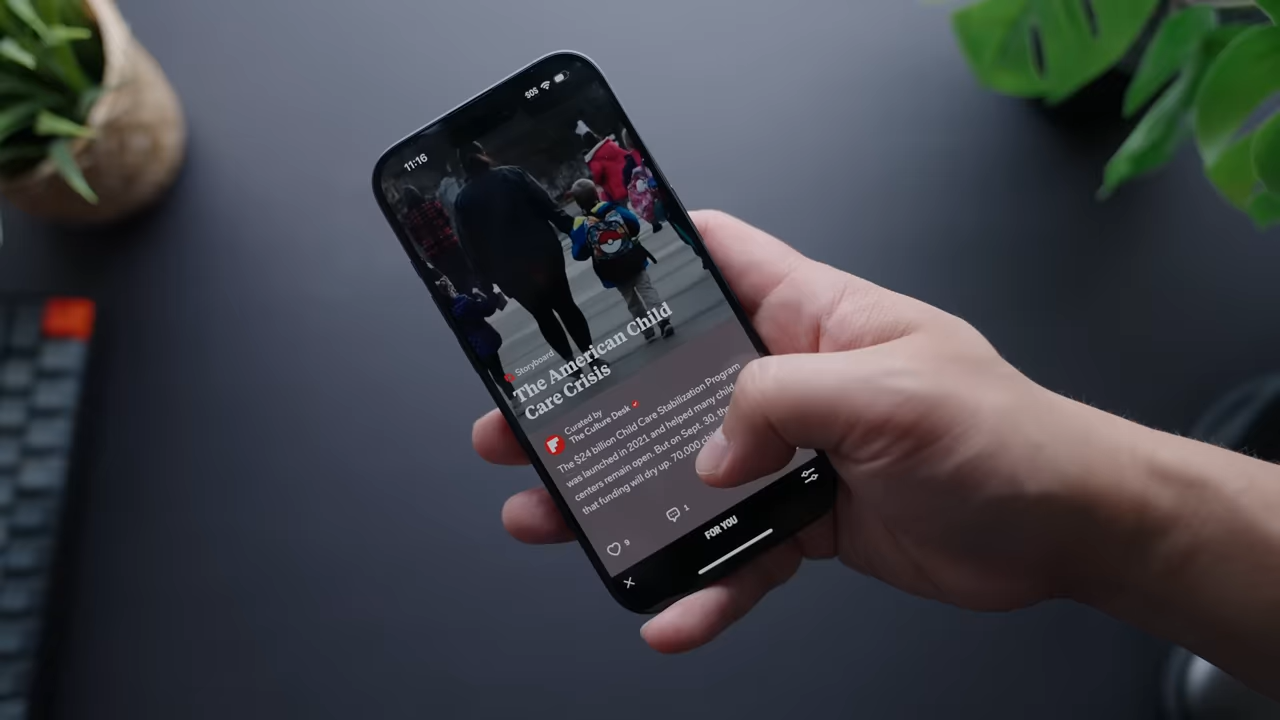 11:16
SOS
Storyboard
The American Child
Care Crisis
Curated by
The Culture Desk
The $24 billion Child Care Stabilization Program
was launched in 2021 and helped many child
centers remain open. But on Sept. 30,
that funding will dry up. 70,000
9
1
FOR YOU